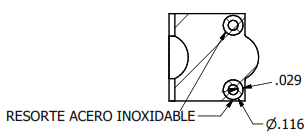 .029
RESORTE ACERO INOXIDABLE
Ø.116